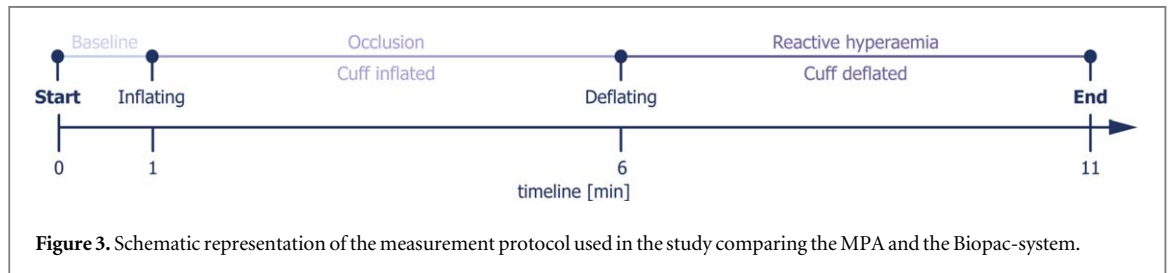 Baseline Occlusion Reactive hyperaemia
Cuff inflated Cuff deflated
Start Inflating Deflating End
0 1 6 11
timeline [min]
Figure 3. Schematic representation of the measurement protocol used in the study comparing the MPA and the Biopac-system.